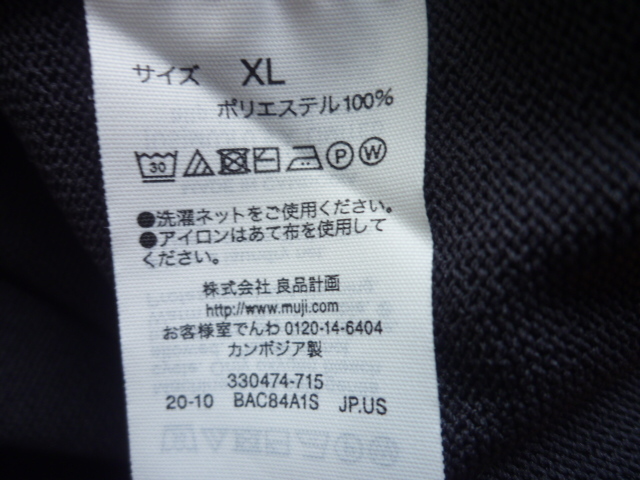 サイズ XL
ポリエステル100%
30 P W
●洗濯ネットをご使用ください。
●アイロンはあて布を使用して
ください。
株式会社 良品計画
http://www.muji.com
お客様室でんわ 0120-14-6404
カンボジア製
330474-715
20-10 BAC84A1S JP.US